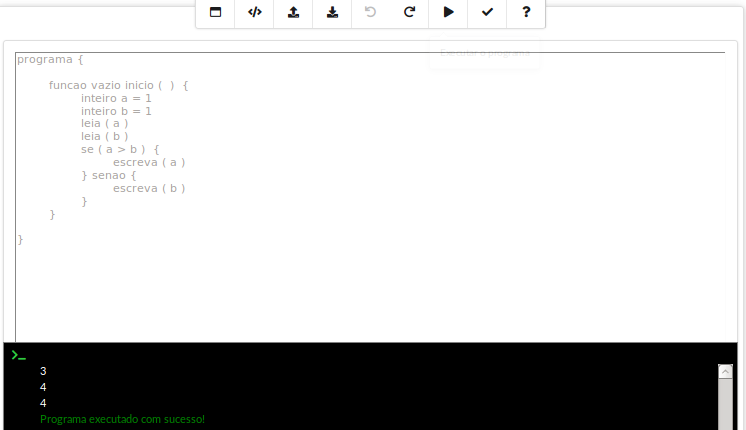 Executar o programa
programa {
funcao vazio inicio ( ) {
inteiro a = 1
inteiro b = 1
leia ( a )
leia ( b )
se ( a > b ) {
escreva ( a )
} senao {
escreva ( b )
}
}
}
3
4
4
Programa executado com sucesso!